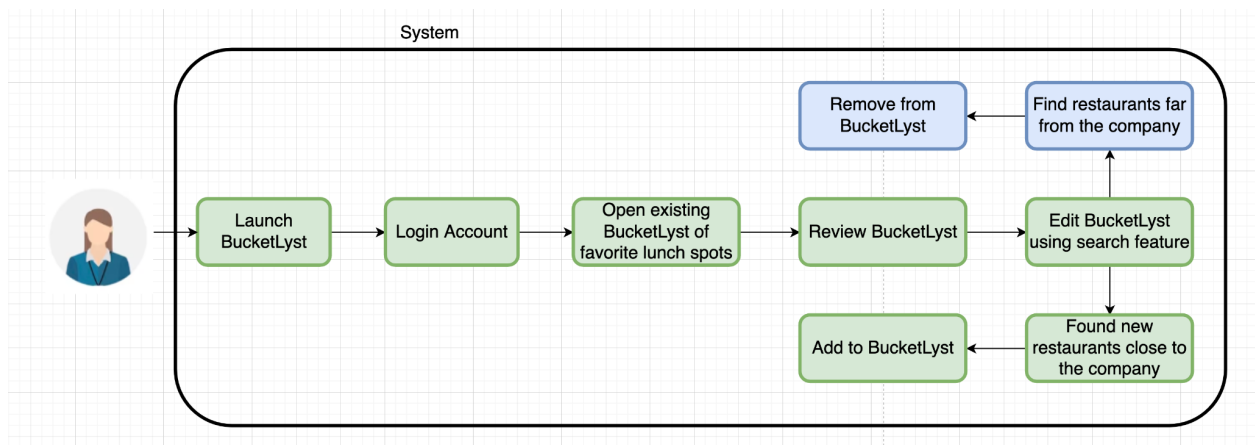 System
Remove from
BucketLyst
Find restaurants far
from the company
Launch
BucketLyst
Login Account
Open existing
BucketLyst of
favorite lunch spots
Review BucketLyst
Edit BucketLyst
using search feature
Add to BucketLyst
Found new
restaurants close to
the company